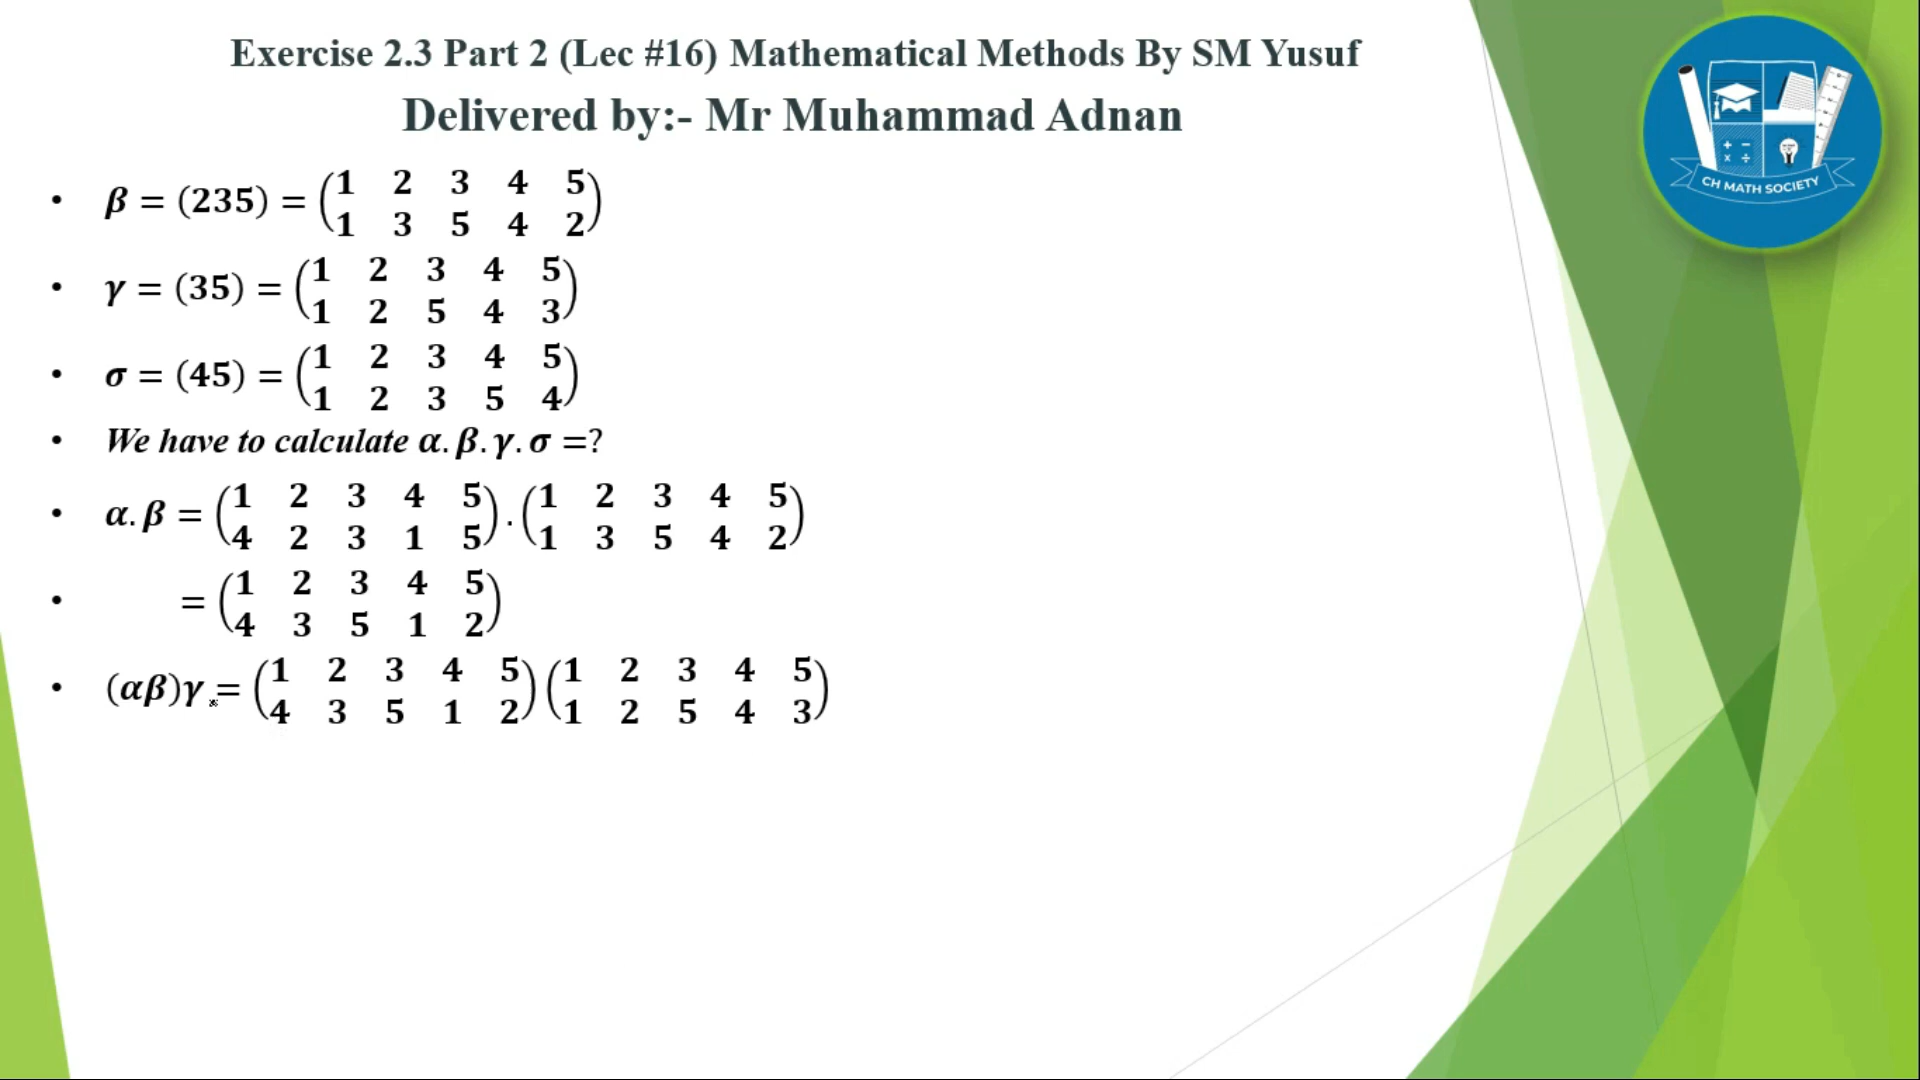 Exercise 2.3 Part 2 (Lec #16) Mathematical Methods By SM Yusuf
Delivered by:- Mr Muhammad Adnan
CH MATH SOCIETY
• β = (235) = (1 2 3 4 5
1 3 5 4 2)
• γ = (35) = (1 2 3 4 5
1 2 5 4 3)
• σ = (45) = (1 2 3 4 5
1 2 3 5 4)
• We have to calculate α. β. γ. σ =?
• α. β = (1 2 3 4 5
4 2 3 1 5) . (1 2 3 4 5
1 3 5 4 2)
• = (1 2 3 4 5
4 3 5 1 2)
• (αβ)γ = (1 2 3 4 5
4 3 5 1 2) (1 2 3 4 5
1 2 5 4 3)